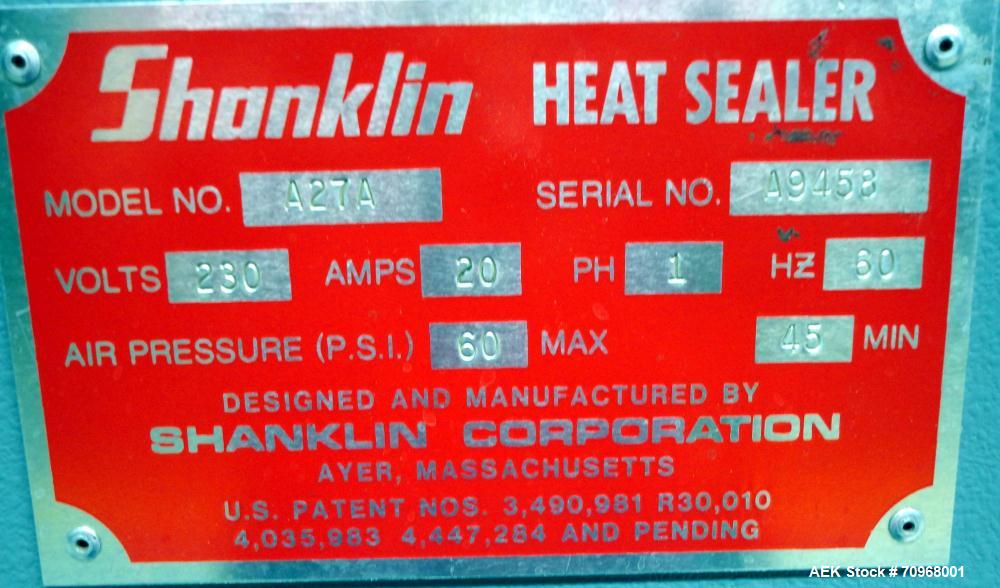 Shanklin HEAT SEALER
MODEL NO. A27A SERIAL NO. A9458
VOLTS 230 AMPS 20 PH 1 HZ 60
AIR PRESSURE (P.S.I.) 60 MAX 45 MIN
DESIGNED AND MANUFACTURED BY
SHANKLIN CORPORATION
AYER, MASSACHUSETTS
U.S. PATENT NOS. 3,490,981 R30,010
4,035,983 4,447,284 AND PENDING
AEK Stock # 70968001